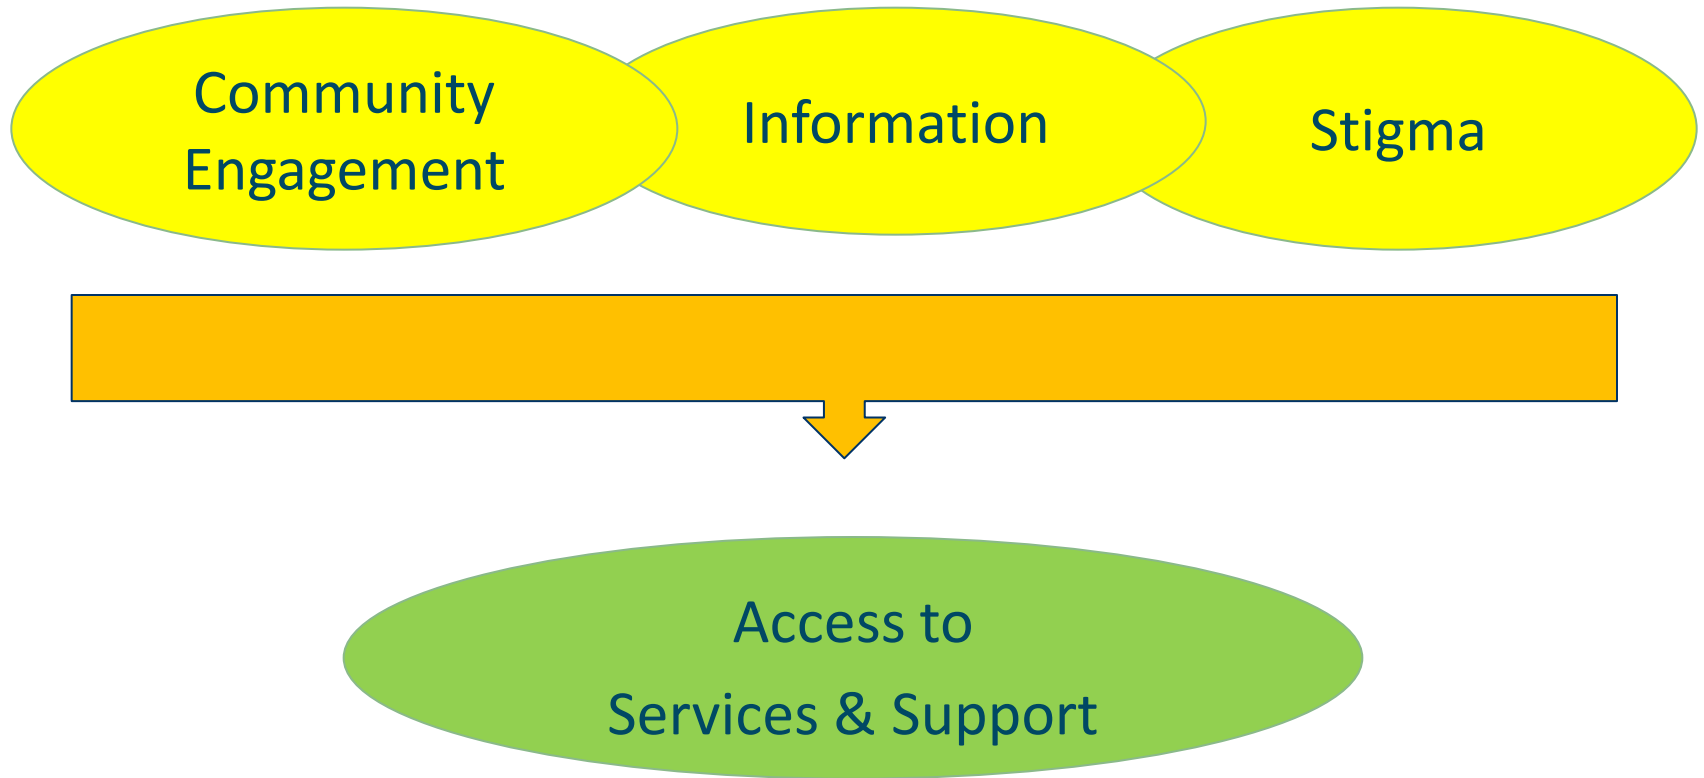 Community
Engagement
Information
Stigma
Access to
Services & Support